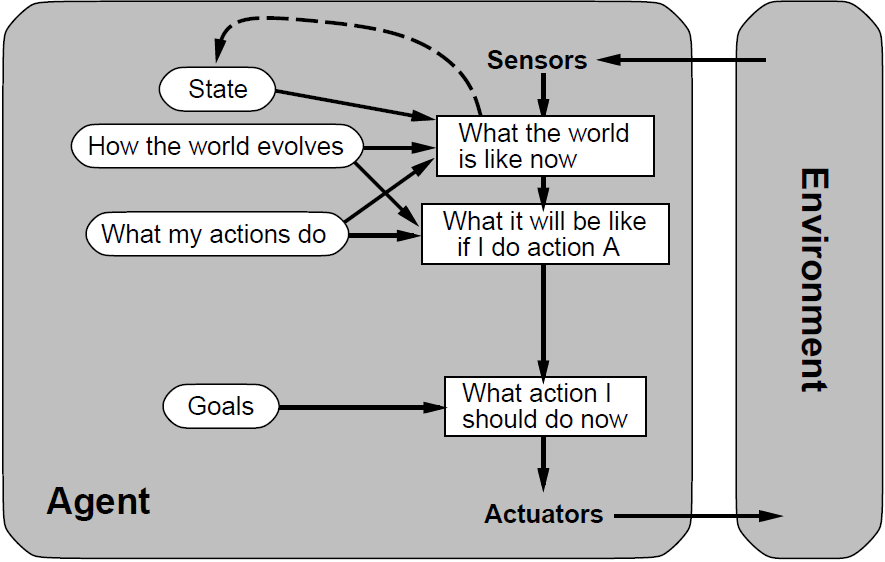 Sensors
State
What the world
is like now
How the world evolves
What my actions do
What it will be like
if I do action A
Goals
What action I
should do now
Agent
Actuators
Environment